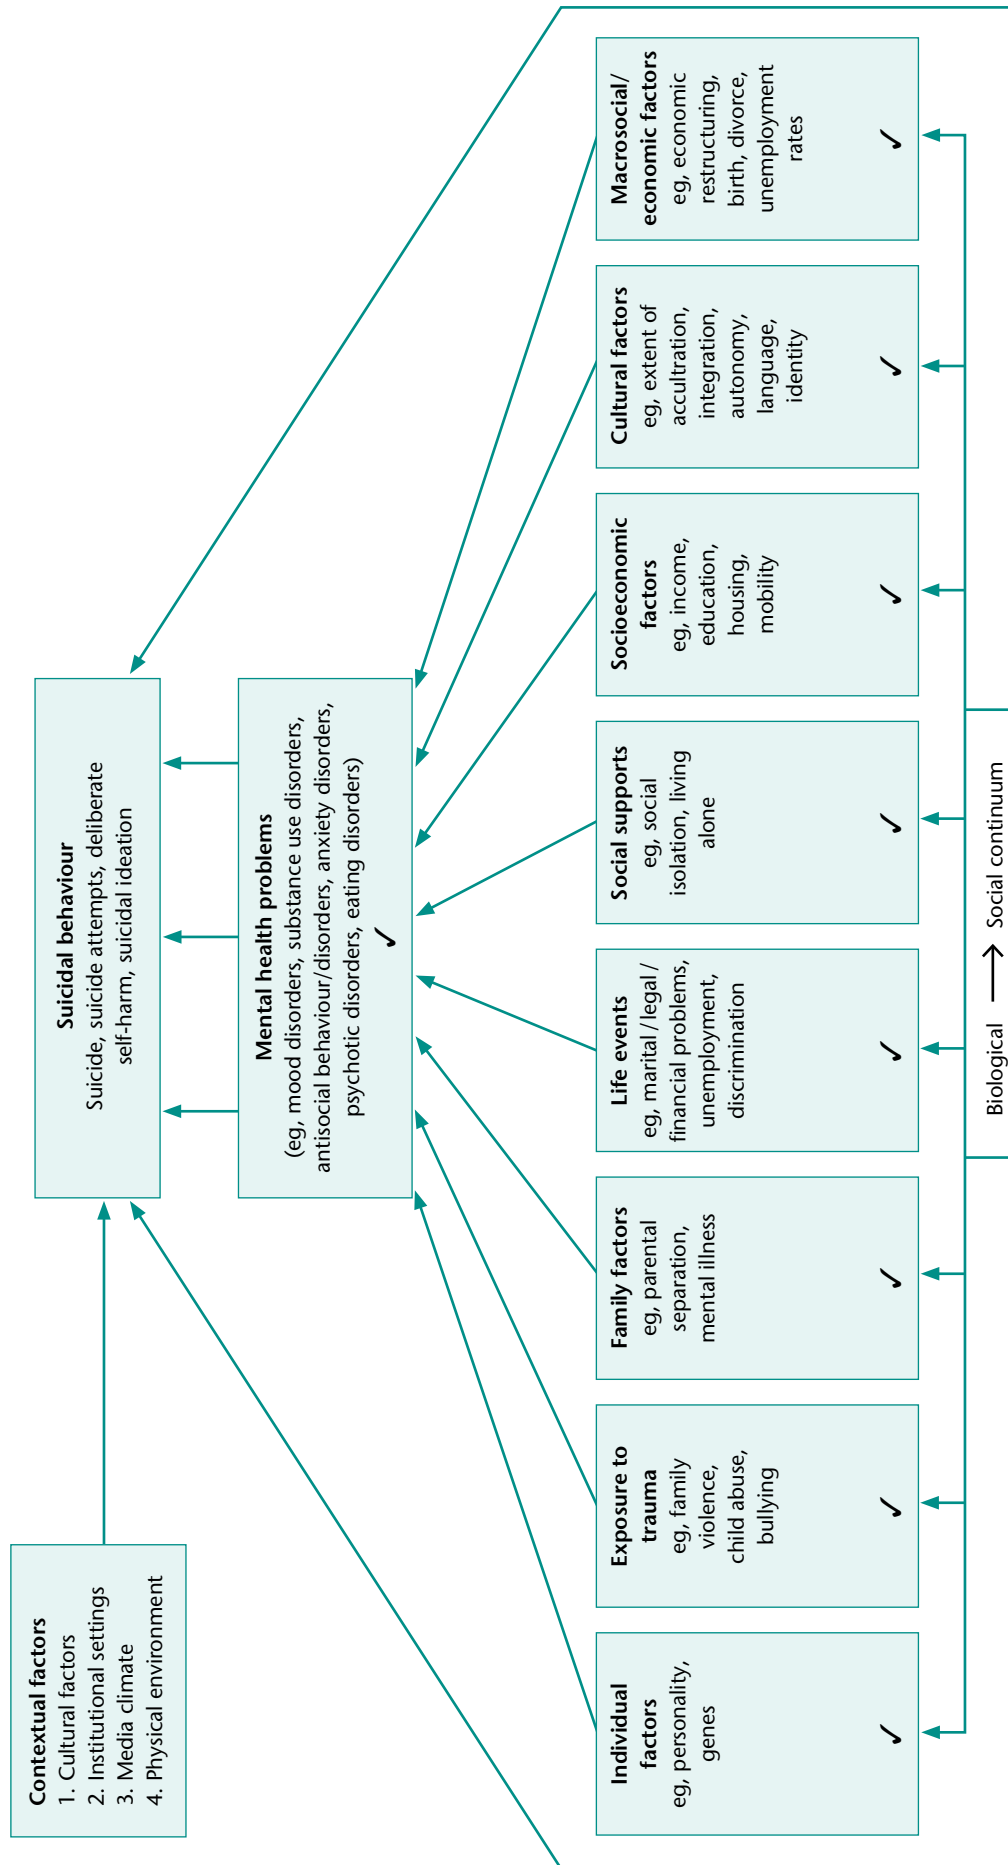 Contextual factors
1. Cultural factors
2. Institutional settings
3. Media climate
4. Physical environment
Suicidal behaviour
Suicide, suicide attempts, deliberate
self-harm, suicidal ideation
Mental health problems
(eg, mood disorders, substance use disorders,
antisocial behaviour/disorders, anxiety disorders,
psychotic disorders, eating disorders)
✓
Individual
factors
eg, personality,
genes
✓
Exposure to
trauma
eg, family
violence,
child abuse,
bullying
✓
Family factors
eg, parental
separation,
mental illness
✓
Life events
eg, marital/legal/
financial problems,
unemployment,
discrimination
✓
Social supports
eg, social
isolation, living
alone
✓
Socioeconomic
factors
eg, income,
education,
housing,
mobility
✓
Cultural factors
eg, extent of
accultration,
integration,
autonomy,
language,
identity
✓
Macrosocial/
economic factors
eg, economic
restructuring,
birth, divorce,
unemployment
rates
✓
Biological → Social continuum